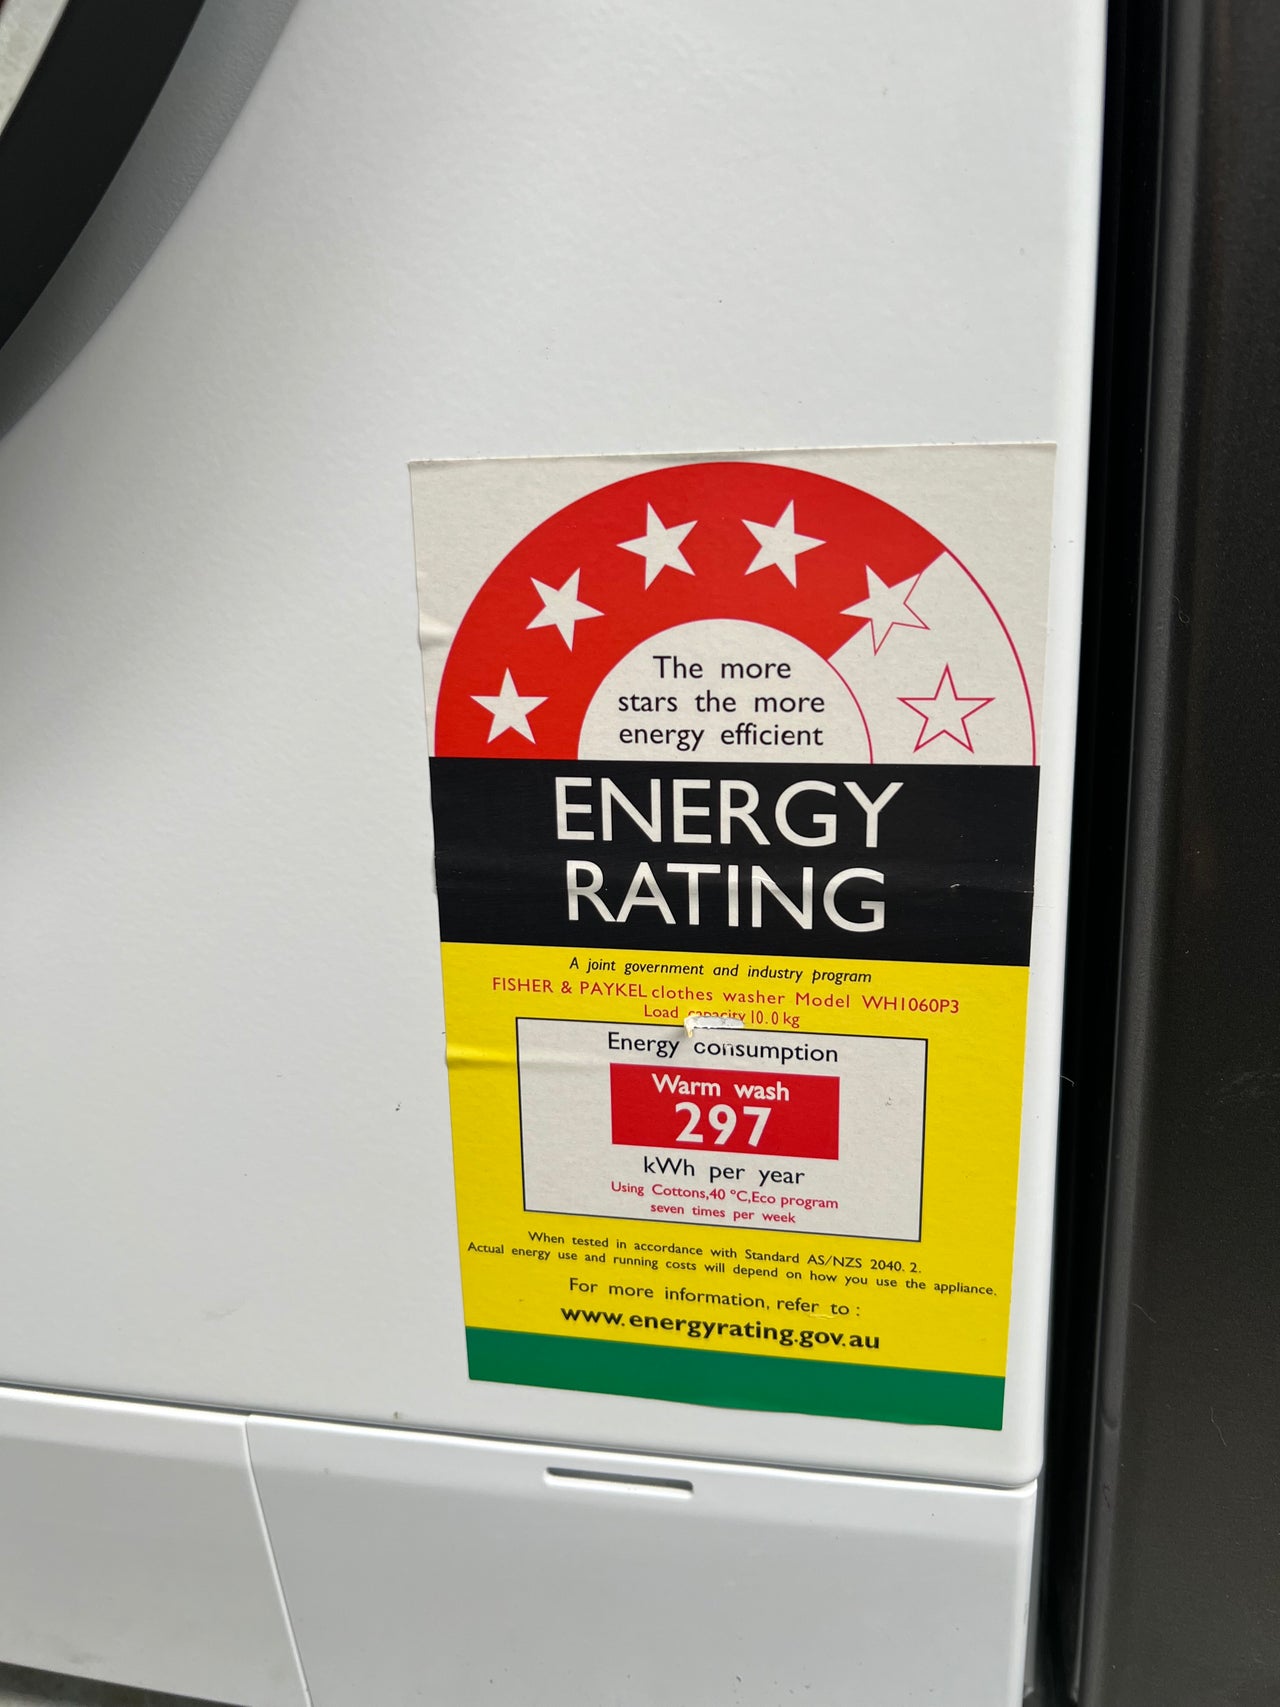 The more
stars the more
energy efficient
ENERGY
RATING
A joint government and industry program
FISHER & PAYKEL clothes washer Model WH1060P3
Load capacity 10.0 kg
Energy consumption
Warm wash
297
kWh per year
Using Cottons,40 °C,Eco program
seven times per week
When tested in accordance with Standard AS/NZS 2040. 2.
Actual energy use and running costs will depend on how you use the appliance.
For more information, refer to :
www.energyrating.gov.au